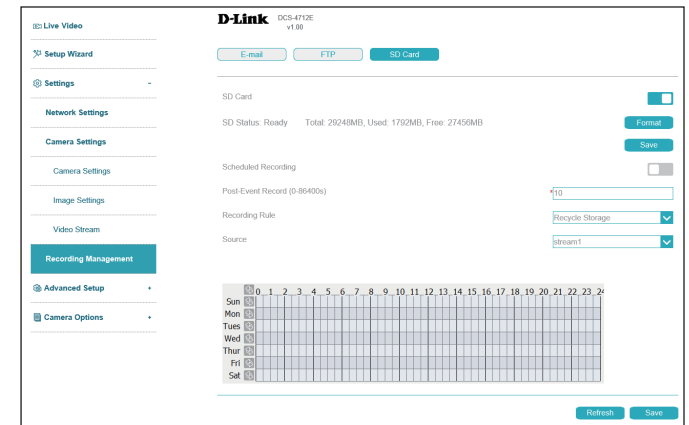 D-Link DCS-4712E
v1.00
Live Video
Setup Wizard
Settings -
Network Settings
Camera Settings
Camera Settings
Image Settings
Video Stream
Recording Management
Advanced Setup +
Camera Options +
E-mail FTP SD Card
SD Card
SD Status: Ready Total: 29248MB, Used: 1792MB, Free: 27456MB Format
Save
Scheduled Recording
Post-Event Record (0-86400s) *10
Recording Rule Recycle Storage
Source stream1
0 1 2 3 4 5 6 7 8 9 10 11 12 13 14 15 16 17 18 19 20 21 22 23 24
Sun
Mon
Tues
Wed
Thur
Fri
Sat
Refresh Save